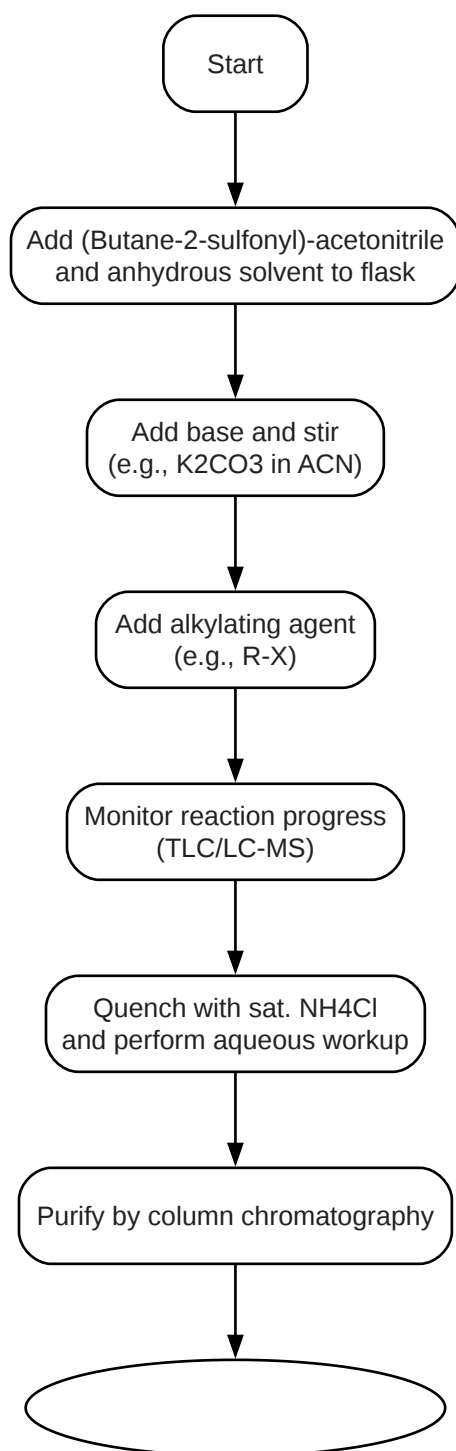 Start
Add (Butane-2-sulfonyl)-acetonitrile
and anhydrous solvent to flask
Add base and stir
(e.g., K2CO3 in ACN)
Add alkylating agent
(e.g., R-X)
Monitor reaction progress
(TLC/LC-MS)
Quench with sat. NH4Cl
and perform aqueous workup
Purify by column chromatography